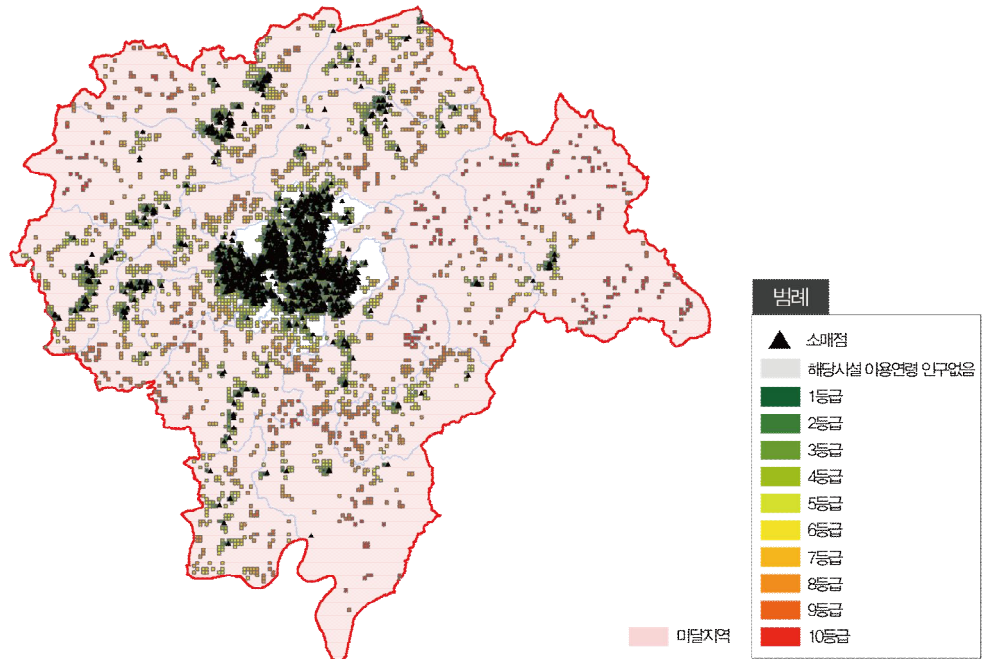 범례
소매점
해당시설 이용연령 인구없음
1등급
2등급
3등급
4등급
5등급
6등급
7등급
8등급
9등급
10등급
미달지역